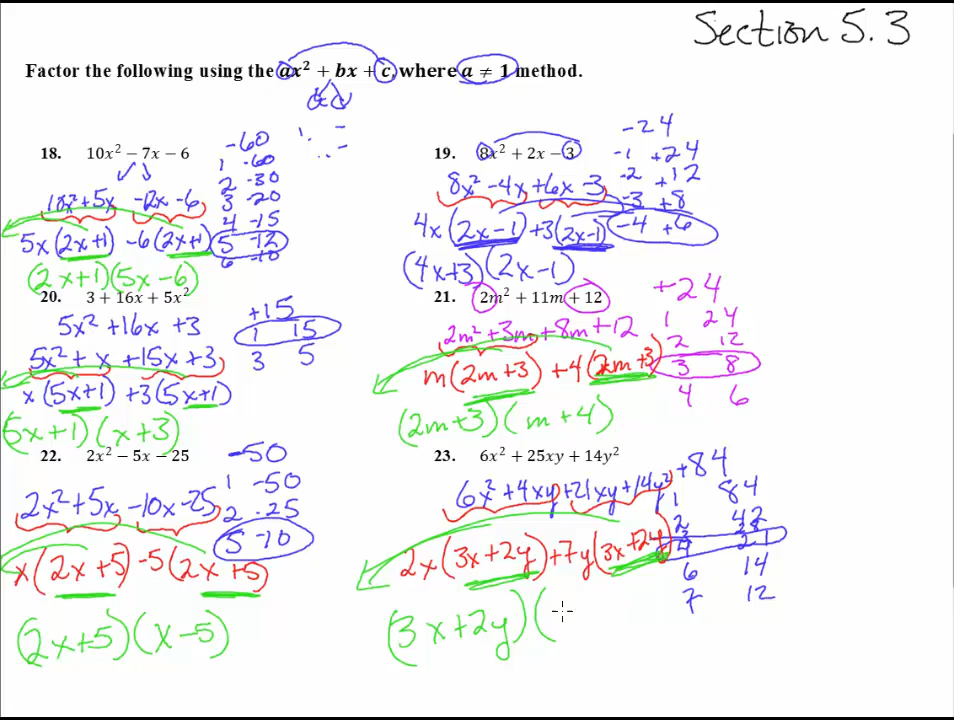 Section 5.3
Factor the following using the ax² + bx + c, where a ≠ 1 method.
18. 10x² − 7x − 6
-60
1 -60
2 -30
3 -20
4 -15
5 -12
6 -10
10x²+5x -12x -6
5x(2x+1) -6(2x+1)
(2x+1)(5x-6)
19. 8x² + 2x − 3
-24
-1 +24
-2 +12
-3 +8
-4 +6
8x² -4x +6x -3
4x(2x-1)+3(2x-1)
(4x+3)(2x-1)
20. 3 + 16x + 5x²
+15
1 15
3 5
5x² +16x +3
5x² + x +15x +3
x(5x+1) +3(5x+1)
(5x+1)(x+3)
21. 2m² + 11m + 12
+24
1 24
2 12
3 8
4 6
2m² +3m +8m +12
m(2m+3) +4(2m+3)
(2m+3)(m+4)
22. 2x² − 5x − 25
-50
1 -50
2 -25
5 -10
2x²+5x -10x -25
x(2x+5) -5(2x+5)
(2x+5)(x-5)
23. 6x² + 25xy + 14y²
+84
1 84
2 42
4 21
6 14
7 12
6x²+4xy+21xy+14y²
2x(3x+2y)+7y(3x+2y)
(3x+2y)(